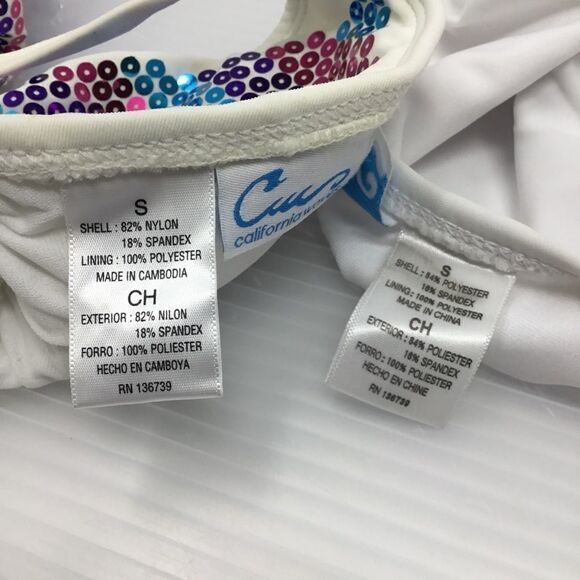 S
SHELL : 82% NYLON
18% SPANDEX
LINING : 100% POLYESTER
MADE IN CAMBODIA
CH
EXTERIOR : 82% NILON
18% SPANDEX
FORRO : 100% POLIESTER
HECHO EN CAMBOYA
RN 136739
california
S
SHELL : 84% POLYESTER
16% SPANDEX
LINING : 100% POLYESTER
MADE IN CHINA
CH
EXTERIOR : 84% POLIESTER
16% SPANDEX
FORRO : 100% POLIESTER
HECHO EN CHINE
RN 136739